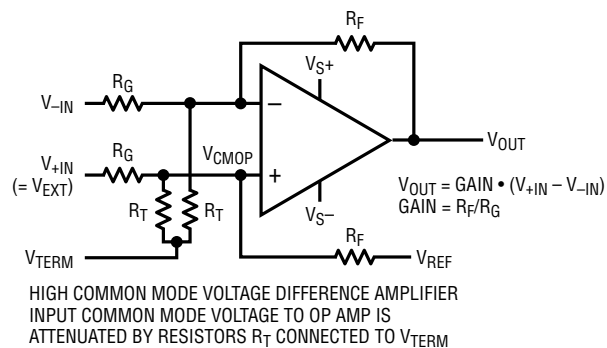 RF
VS+
RG
V–IN
–
VOUT
RG
VCMOP
V+IN
(= VEXT)
+
VOUT = GAIN • (V+IN – V–IN)
GAIN = RF/RG
RT
RT
VS–
RF
VTERM
VREF
HIGH COMMON MODE VOLTAGE DIFFERENCE AMPLIFIER
INPUT COMMON MODE VOLTAGE TO OP AMP IS
ATTENUATED BY RESISTORS RT CONNECTED TO VTERM